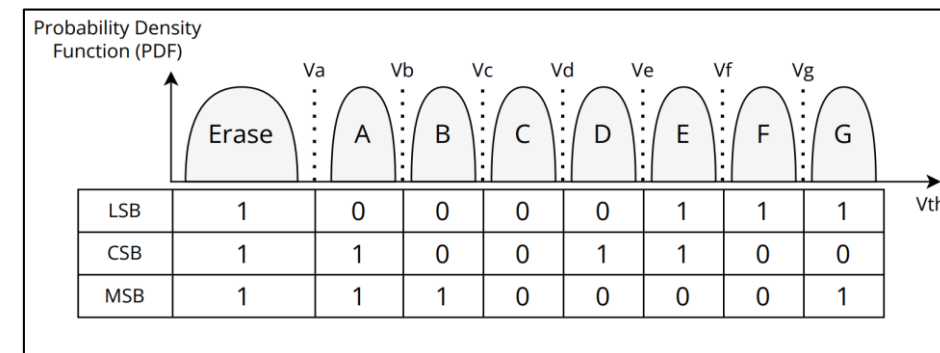 Probability Density
Function (PDF)
Va Vb Vc Vd Ve Vf Vg
Erase A B C D E F G
Vth
LSB 1 0 0 0 0 1 1 1
CSB 1 1 0 0 1 1 0 0
MSB 1 1 1 0 0 0 0 1